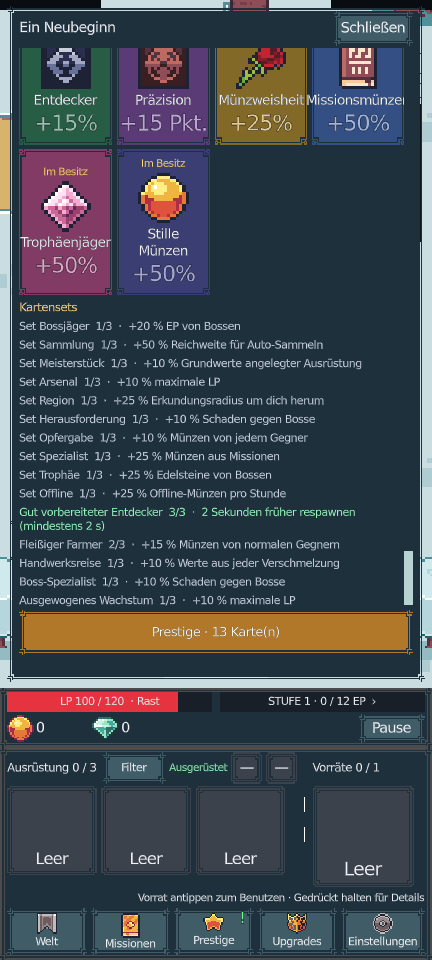 Ein Neubeginn
Schließen
Entdecker
+15%
Präzision
+15 Pkt.
Münzweisheit
+25%
Missionsmünzen
+50%
Im Besitz
Trophäenjäger
+50%
Im Besitz
Stille
Münzen
+50%
Kartensets
Set Bossjäger 1/3 · +20 % EP von Bossen
Set Sammlung 1/3 · +50 % Reichweite für Auto-Sammeln
Set Meisterstück 1/3 · +10 % Grundwerte angelegter Ausrüstung
Set Arsenal 1/3 · +10 % maximale LP
Set Region 1/3 · +25 % Erkundungsradius um dich herum
Set Herausforderung 1/3 · +10 % Schaden gegen Bosse
Set Opfergabe 1/3 · +10 % Münzen von jedem Gegner
Set Spezialist 1/3 · +25 % Münzen aus Missionen
Set Trophäe 1/3 · +25 % Edelsteine von Bossen
Set Offline 1/3 · +25 % Offline-Münzen pro Stunde
Gut vorbereiteter Entdecker 3/3 · 2 Sekunden früher respawnen
(mindestens 2 s)
Fleißiger Farmer 2/3 · +15 % Münzen von normalen Gegnern
Handwerksreise 1/3 · +10 % Werte aus jeder Verschmelzung
Boss-Spezialist 1/3 · +10 % Schaden gegen Bosse
Ausgewogenes Wachstum 1/3 · +10 % maximale LP
Prestige · 13 Karte(n)
LP 100 / 120 · Rast
STUFE 1 · 0 / 12 EP ›
0
0
Pause
Ausrüstung 0 / 3
Filter
Ausgerüstet
—
—
Vorräte 0 / 1
Leer
Leer
Leer
Leer
Vorrat antippen zum Benutzen · Gedrückt halten für Details
Welt
Missionen
!
Prestige
Upgrades
Einstellungen